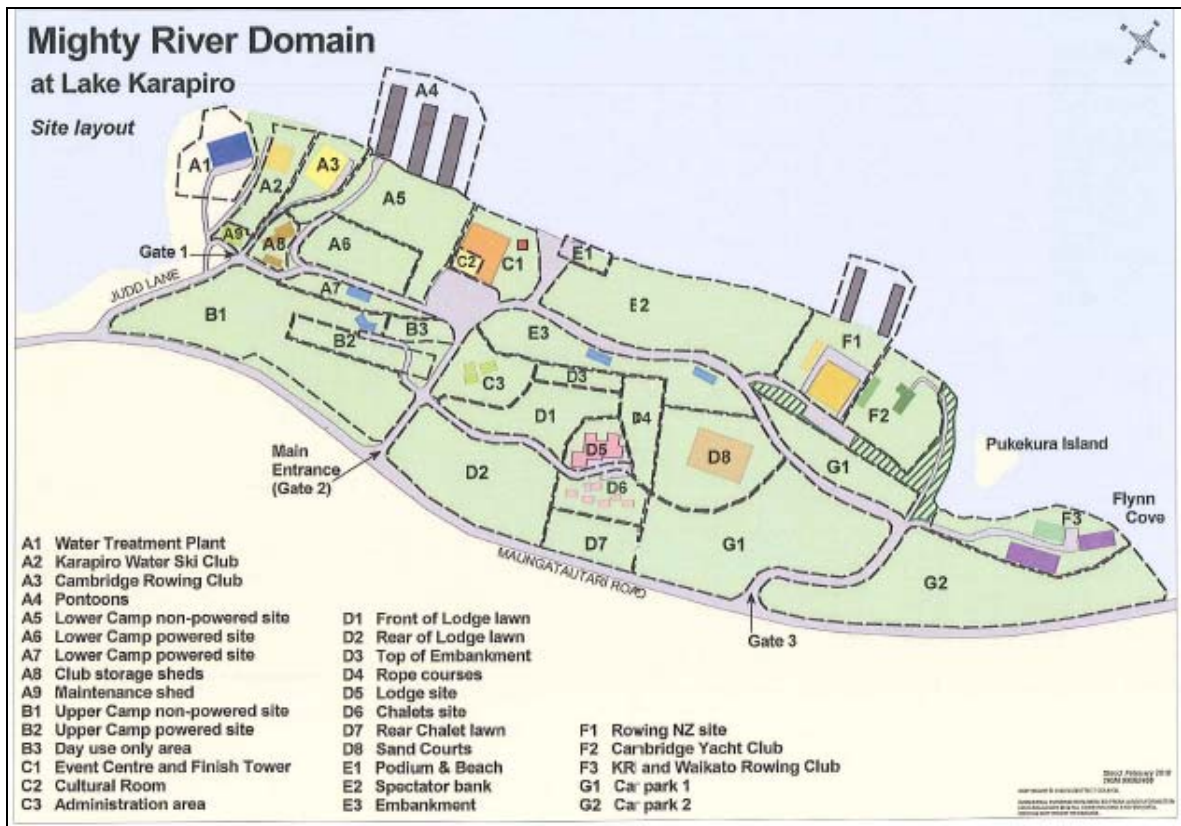 Mighty River Domain
at Lake Karapiro
Site layout
A4
A1
A2
A3
A5
A9
A8
A6
Gate 1
JUDD LANE
C2
C1
E1
A7
B1
B2
B3
E2
E3
F1
C3
D3
D1
D4
F2
D5
D8
Pukekura Island
Main
Entrance
(Gate 2)
D2
D6
G1
Flynn
Cove
F3
D7
G1
MAUNGATAUTARI ROAD
G2
Gate 3
A1 Water Treatment Plant
A2 Karapiro Water Ski Club
A3 Cambridge Rowing Club
A4 Pontoons
A5 Lower Camp non-powered site
A6 Lower Camp powered site
A7 Lower Camp powered site
A8 Club storage sheds
A9 Maintenance shed
B1 Upper Camp non-powered site
B2 Upper Camp powered site
B3 Day use only area
C1 Event Centre and Finish Tower
C2 Cultural Room
C3 Administration area
D1 Front of Lodge lawn
D2 Rear of Lodge lawn
D3 Top of Embankment
D4 Rope courses
D5 Lodge site
D6 Chalets site
D7 Rear Chalet lawn
D8 Sand Courts
E1 Podium & Beach
E2 Spectator bank
E3 Embankment
F1 Rowing NZ site
F2 Cambridge Yacht Club
F3 KRI and Waikato Rowing Club
G1 Car park 1
G2 Car park 2